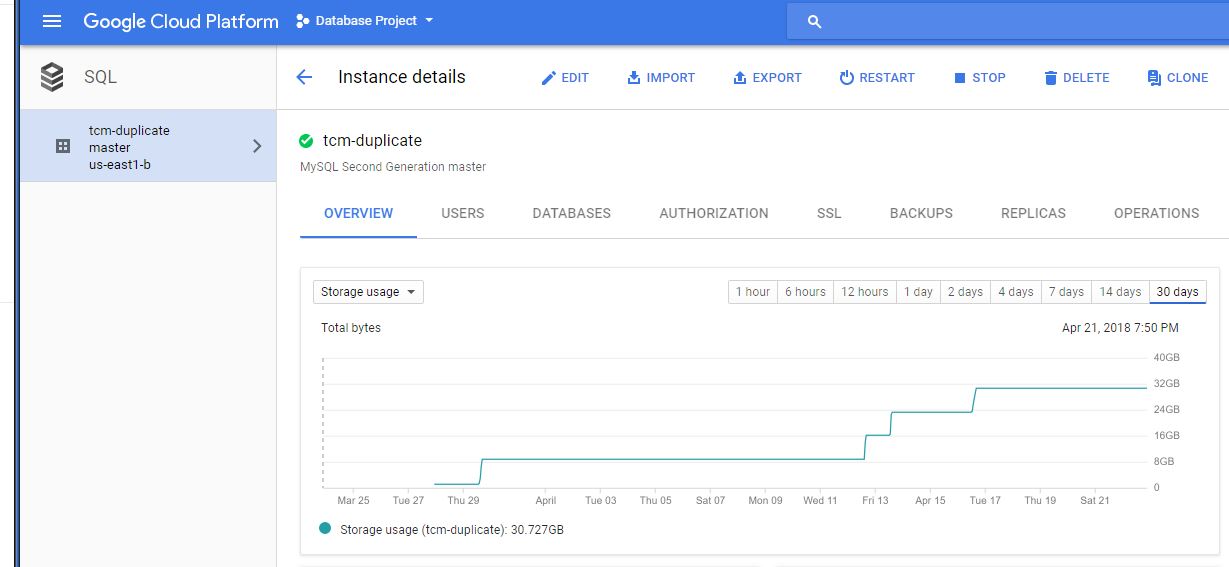 Google Cloud Platform Database Project
SQL
Instance details EDIT IMPORT EXPORT RESTART STOP DELETE CLONE
tcm-duplicate
master
us-east1-b
tcm-duplicate
MySQL Second Generation master
OVERVIEW USERS DATABASES AUTHORIZATION SSL BACKUPS REPLICAS OPERATIONS
Storage usage 1 hour 6 hours 12 hours 1 day 2 days 4 days 7 days 14 days 30 days
Total bytes Apr 21, 2018 7:50 PM
40GB
32GB
24GB
16GB
8GB
0
Mar 25 Tue 27 Thu 29 April Tue 03 Thu 05 Sat 07 Mon 09 Wed 11 Fri 13 Apr 15 Tue 17 Thu 19 Sat 21
Storage usage (tcm-duplicate): 30.727GB